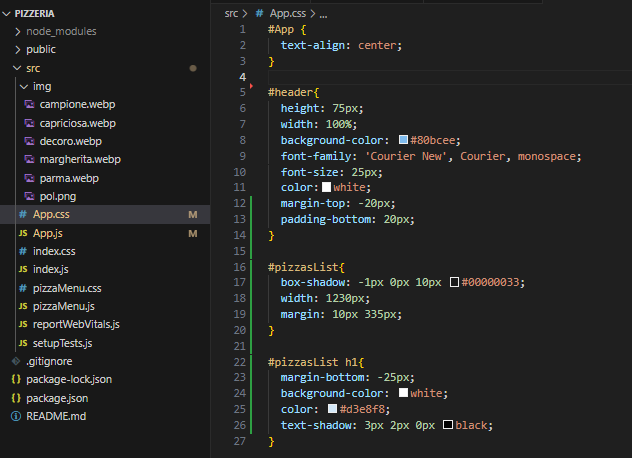 PIZZERIA
node_modules
public
src
img
campione.webp
capriciosa.webp
decoro.webp
margherita.webp
parma.webp
pol.png
# App.css M
JS App.js M
# index.css
JS index.js
# pizzaMenu.css
JS pizzaMenu.js
JS reportWebVitals.js
JS setupTests.js
.gitignore
{} package-lock.json
{} package.json
README.md
src > # App.css > ...
1 #App {
2 text-align: center;
3 }
4
5 #header{
6 height: 75px;
7 width: 100%;
8 background-color: #80bcee;
9 font-family: 'Courier New', Courier, monospace;
10 font-size: 25px;
11 color: white;
12 margin-top: -20px;
13 padding-bottom: 20px;
14 }
15
16 #pizzasList{
17 box-shadow: -1px 0px 10px #00000033;
18 width: 1230px;
19 margin: 10px 335px;
20 }
21
22 #pizzasList h1{
23 margin-bottom: -25px;
24 background-color: white;
25 color: #d3e8f8;
26 text-shadow: 3px 2px 0px black;
27 }